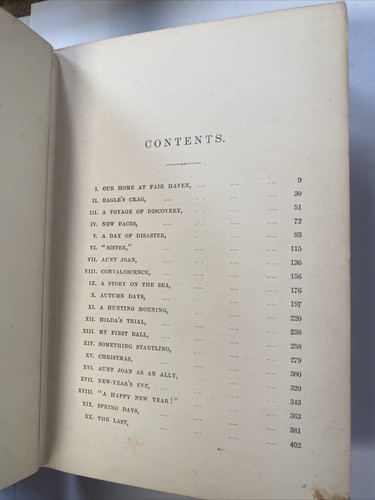 CONTENTS.
I. OUR HOME AT FAIR HAVEN, .... .... .... 9
II. EAGLE'S CRAG, .... .... .... .... 30
III. A VOYAGE OF DISCOVERY, .... .... .... 51
IV. NEW FACES, .... .... .... .... 72
V. A DAY OF DISASTER, .... .... .... 93
VI. "SISTER," .... .... .... .... 115
VII. AUNT JOAN, .... .... .... .... 136
VIII. CONVALESCENCE, .... .... .... .... 156
IX. A STORY ON THE SEA, .... .... .... 176
X. AUTUMN DAYS, .... .... .... .... 197
XI. A HUNTING MORNING, .... .... .... 220
XII. HILDA'S TRIAL, .... .... .... .... 238
XIII. MY FIRST BALL, .... .... .... .... 258
XIV. SOMETHING STARTLING, .... .... .... 279
XV. CHRISTMAS, .... .... .... .... 300
XVI. AUNT JOAN AS AN ALLY, .... .... .... 320
XVII. NEW-YEAR'S EVE, .... .... .... .... 343
XVIII. "A HAPPY NEW YEAR!" .... .... .... 363
XIX. SPRING DAYS, .... .... .... .... 381
XX. THE LAST, .... .... .... .... 402